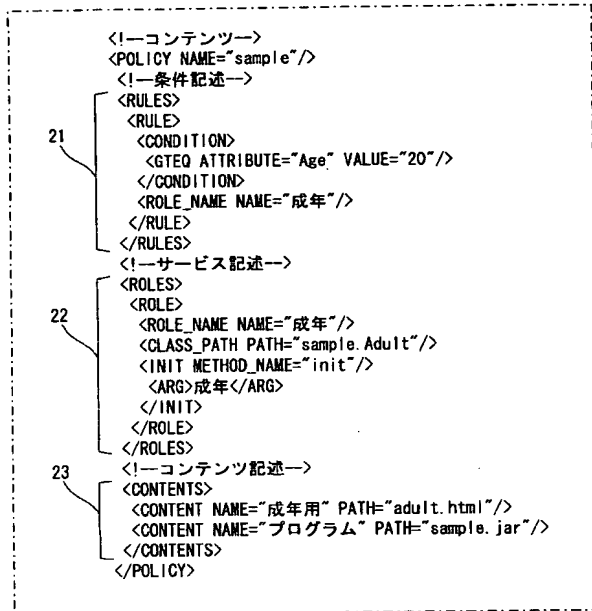 <!—コンテンツ—>
<POLICY NAME="sample"/>
<!—条件記述—>
21
<RULES>
<RULE>
<CONDITION>
<GTEQ ATTRIBUTE="Age" VALUE="20"/>
</CONDITION>
<ROLE_NAME NAME="成年"/>
</RULE>
</RULES>
<!—サービス記述—>
22
<ROLES>
<ROLE>
<ROLE_NAME NAME="成年"/>
<CLASS_PATH PATH="sample.Adult"/>
<INIT METHOD_NAME="init"/>
<ARG>成年</ARG>
</INIT>
</ROLE>
</ROLES>
<!—コンテンツ記述—>
23
<CONTENTS>
<CONTENT NAME="成年用" PATH="adult.html"/>
<CONTENT NAME="プログラム" PATH="sample.jar"/>
</CONTENTS>
</POLICY>